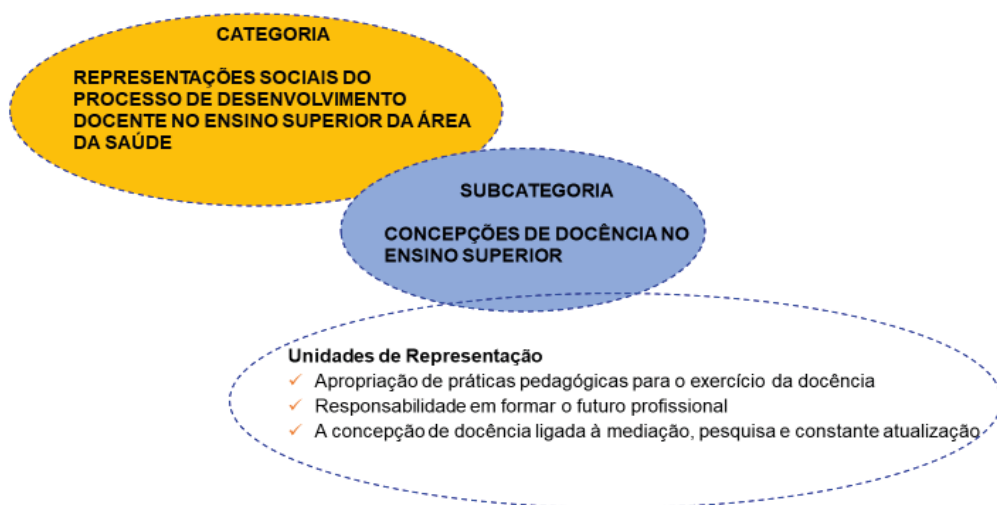 CATEGORIA
REPRESENTAÇÕES SOCIAIS DO
PROCESSO DE DESENVOLVIMENTO
DOCENTE NO ENSINO SUPERIOR DA ÁREA
DA SAÚDE
SUBCATEGORIA
CONCEPÇÕES DE DOCÊNCIA NO
ENSINO SUPERIOR
Unidades de Representação
✓ Apropriação de práticas pedagógicas para o exercício da docência
✓ Responsabilidade em formar o futuro profissional
✓ A concepção de docência ligada à mediação, pesquisa e constante atualização